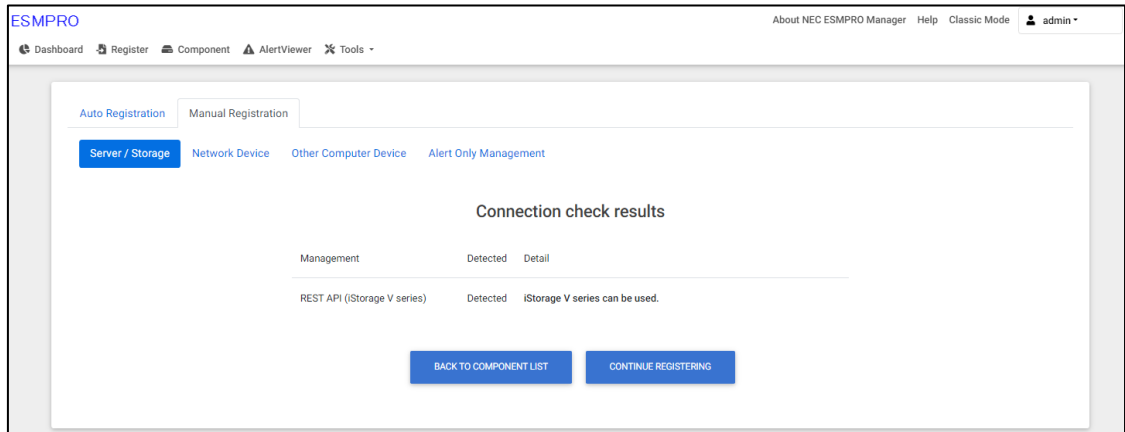 ESMPRO
About NEC ESMPRO Manager Help Classic Mode admin
Dashboard Register Component AlertViewer Tools
Auto Registration Manual Registration
Server / Storage Network Device Other Computer Device Alert Only Management
Connection check results
Management Detected Detail
REST API (iStorage V series) Detected iStorage V series can be used.
BACK TO COMPONENT LIST CONTINUE REGISTERING